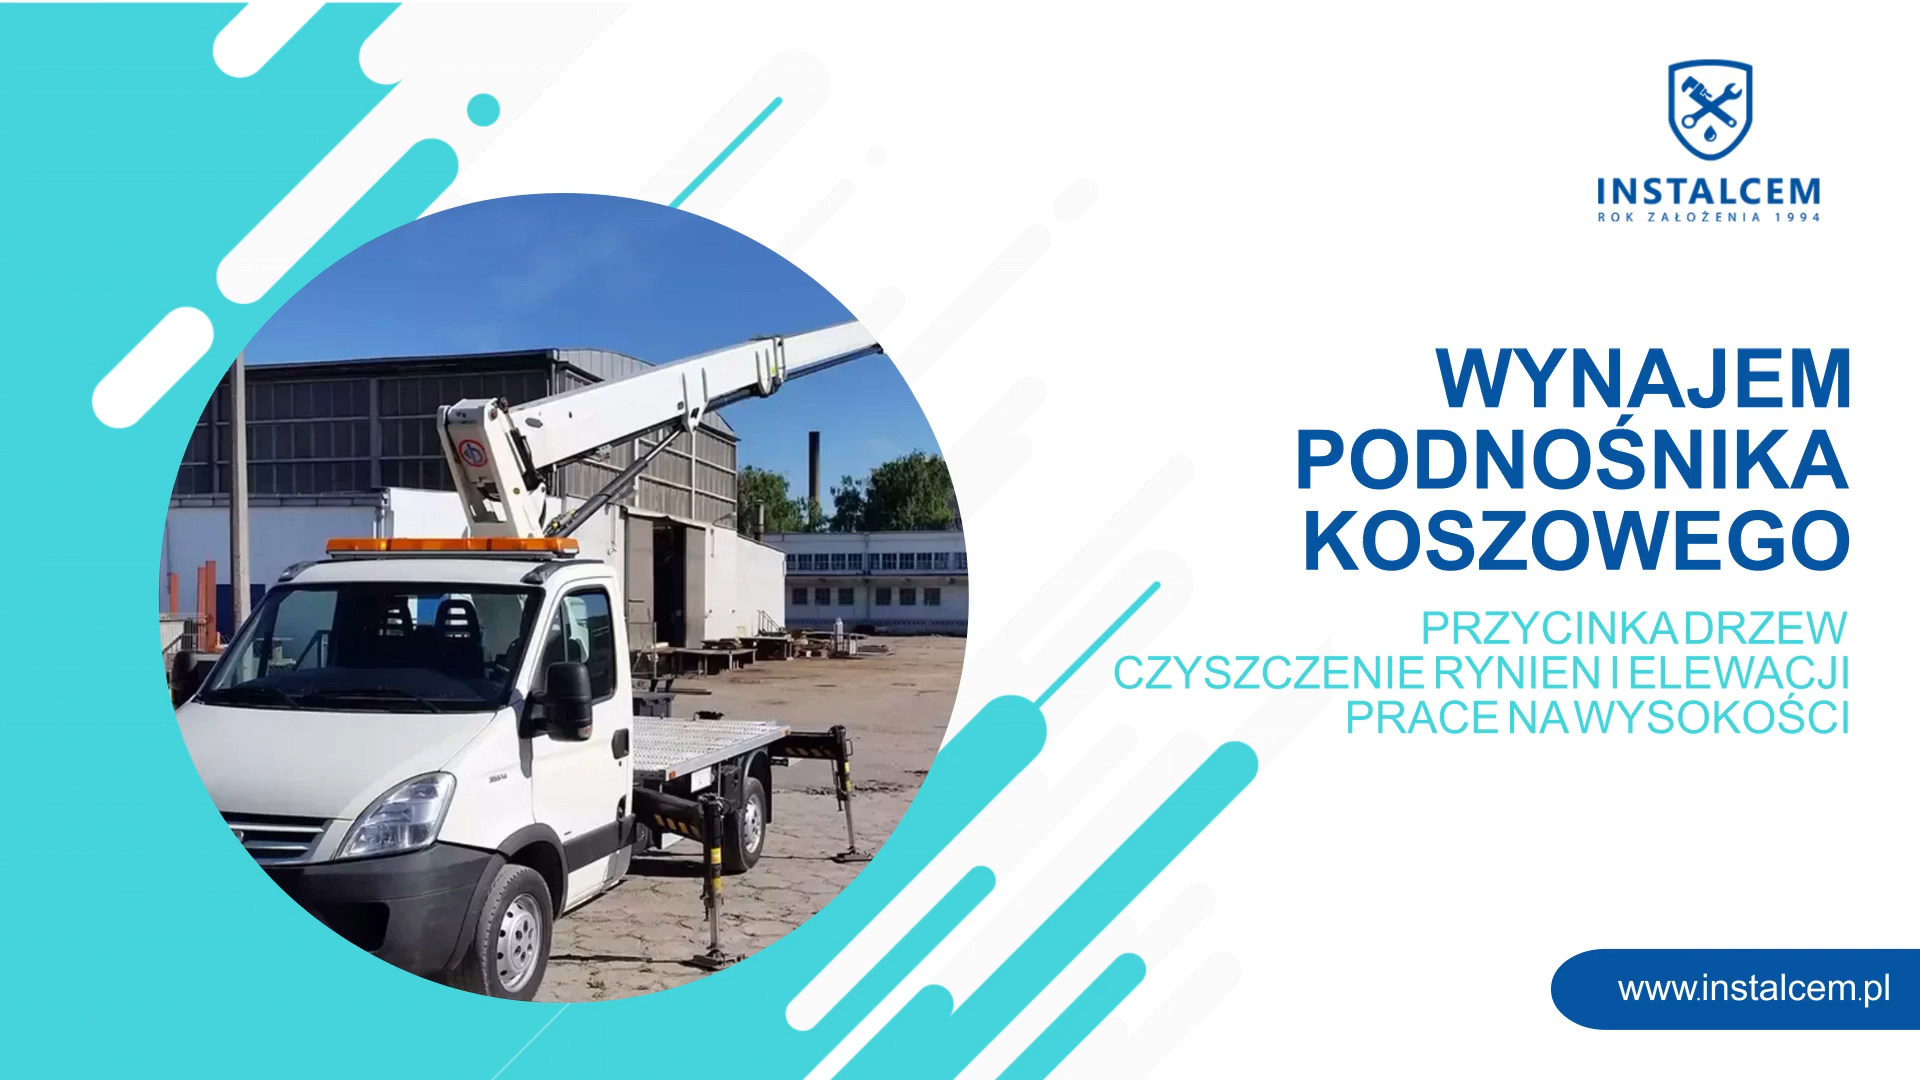 INSTALCEM
ROK ZAŁOŻENIA 1994
WYNAJEM
PODNOŚNIKA
KOSZOWEGO
PRZYCINKA DRZEW
CZYSZCZENIE RYNIEN I ELEWACJI
PRACE NA WYSOKOŚCI
www.instalcem.pl